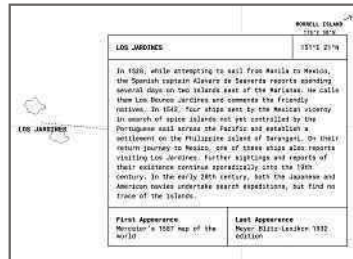 MORRELL ISLAND
LOS JARDINES
151°E 21°N
In 1528, while attempting to sail from Manila to Mexico,
the Spanish captain Alavaro de Saavedra reports spending
several days on two islands east of the Marianas. He calls
them Los Buenos Jardines and comments the friendly
natives. In 1542, four ships sent by the Mexican viceroy
in search of spice islands not yet controlled by the
Portuguese sail across the Pacific and establish a
settlement on the Philippine island of Sarangani. On their
return journey to Mexico, one of these ships also reports
visiting Los Jardines. Further sightings and reports of
their existence continue sporadically into the 19th
century. In the early 20th century, both the Japanese and
American navies undertake search expeditions, but find no
trace of the islands.
LOS JARDINES
First Appearance
Mercator's 1587 map of the
world
Last Appearance
Meyer Blitz-Lexikon 1932
edition